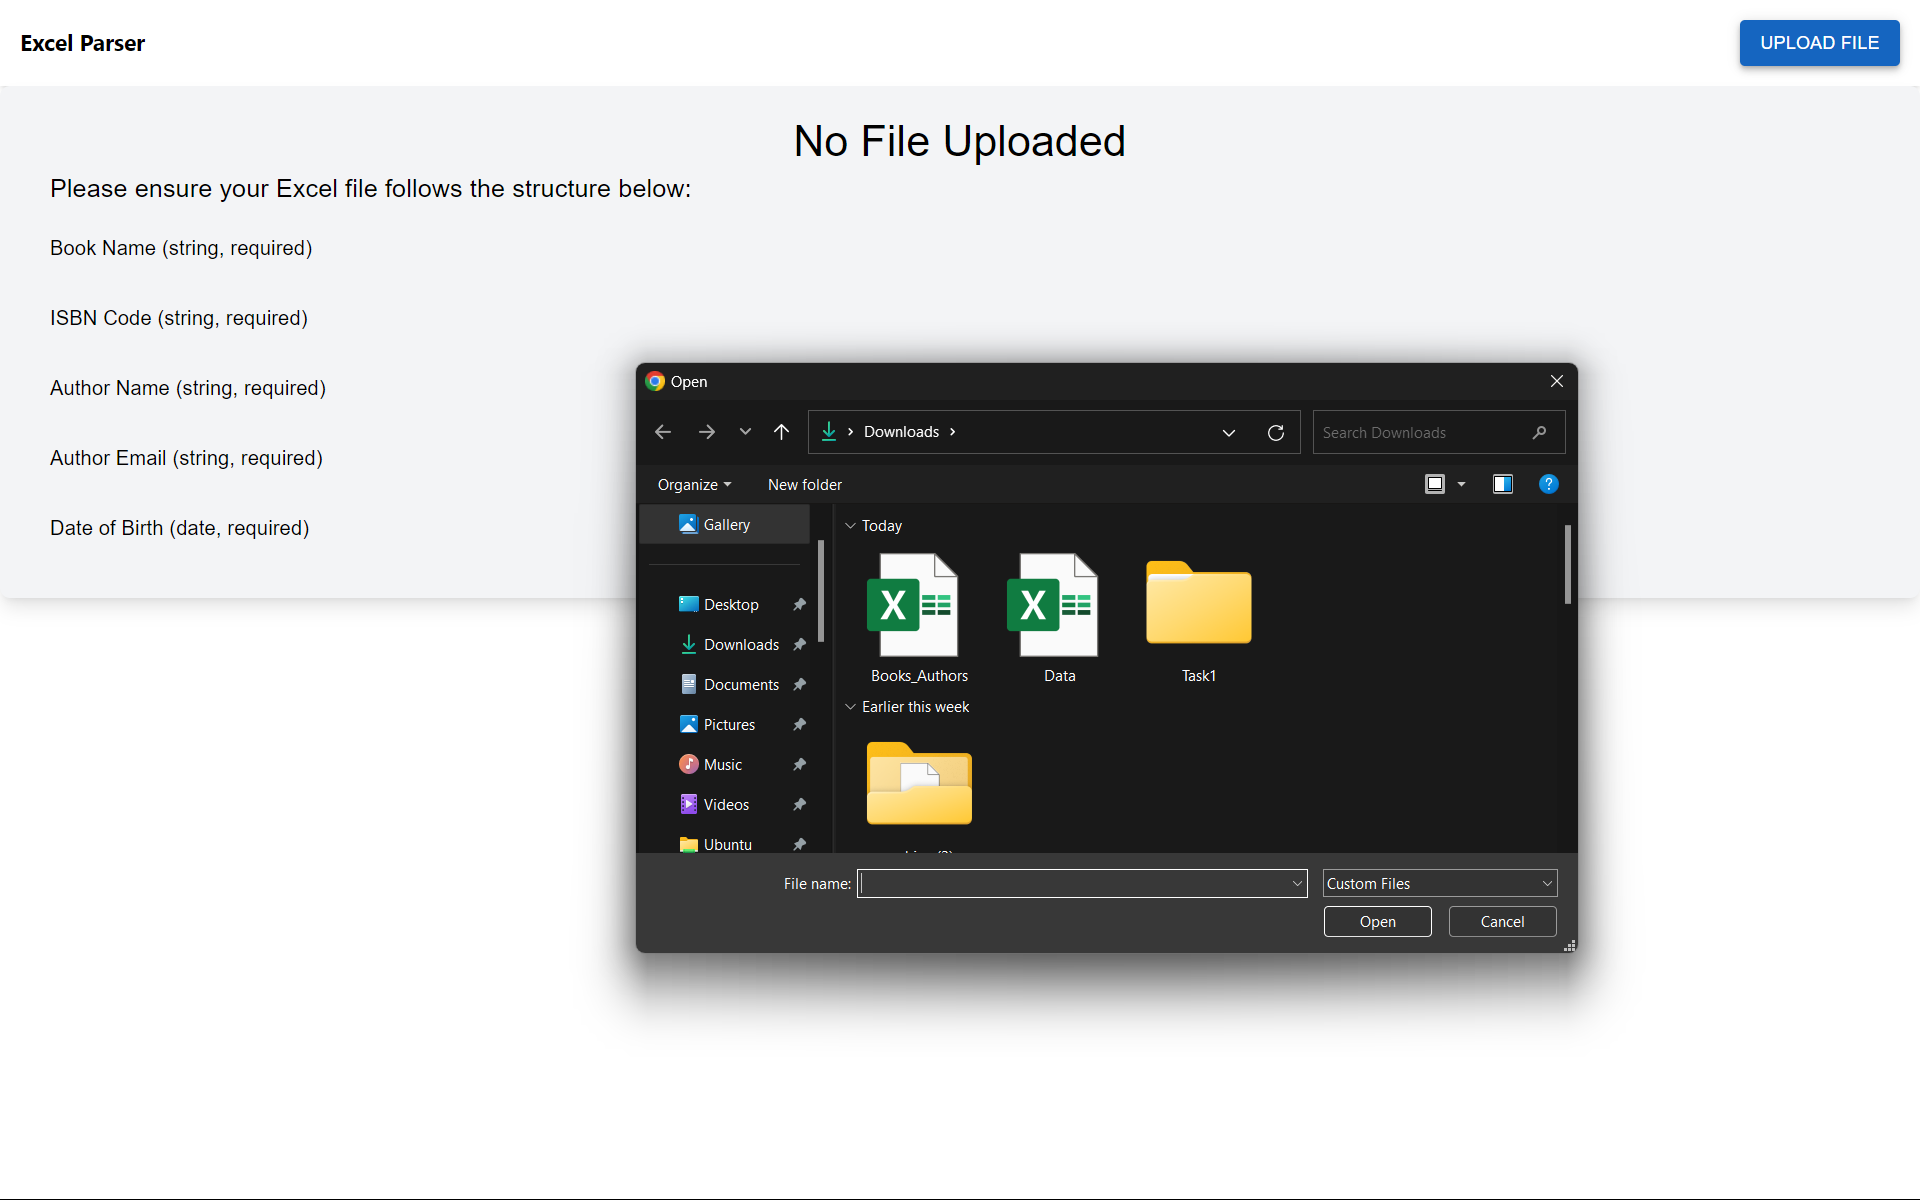 Excel Parser
UPLOAD FILE
No File Uploaded
Please ensure your Excel file follows the structure below:
Book Name (string, required)
ISBN Code (string, required)
Author Name (string, required)
Author Email (string, required)
Date of Birth (date, required)
Open
Downloads
Search Downloads
Organize
New folder
Gallery
Desktop
Downloads
Documents
Pictures
Music
Videos
Ubuntu
Today
Books_Authors
Data
Task1
Earlier this week
File name:
Custom Files
Open
Cancel